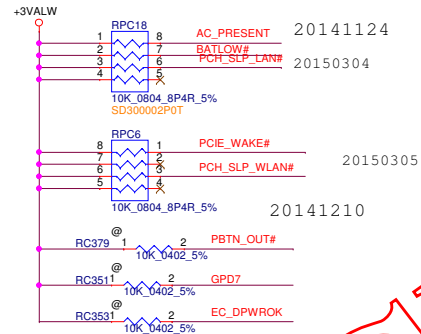 +3VALW
RPC18
1 8 AC_PRESENT 20141124
2 7 BATLOW#
3 6 PCH_SLP_LAN# 20150304
4 5
10K_0804_8P4R_5%
SD300002P0T
RPC6
8 1 PCIE_WAKE#
7 2 20150305
6 3 PCH_SLP_WLAN#
5 4
10K_0804_8P4R_5%
20141210
@
RC379 1 2 PBTN_OUT#
10K_0402_5%
@
RC351 1 2 GPD7
10K_0402_5%
@
RC353 1 2 EC_DPWROK
10K_0402_5%